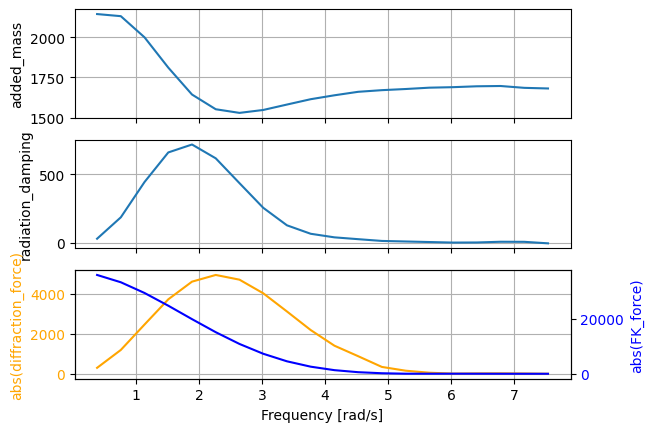 added_mass
2000
1750
1500
radiation_damping
500
0
abs(diffraction_force)
4000
2000
0
abs(FK_force)
20000
0
1 2 3 4 5 6 7
Frequency [rad/s]